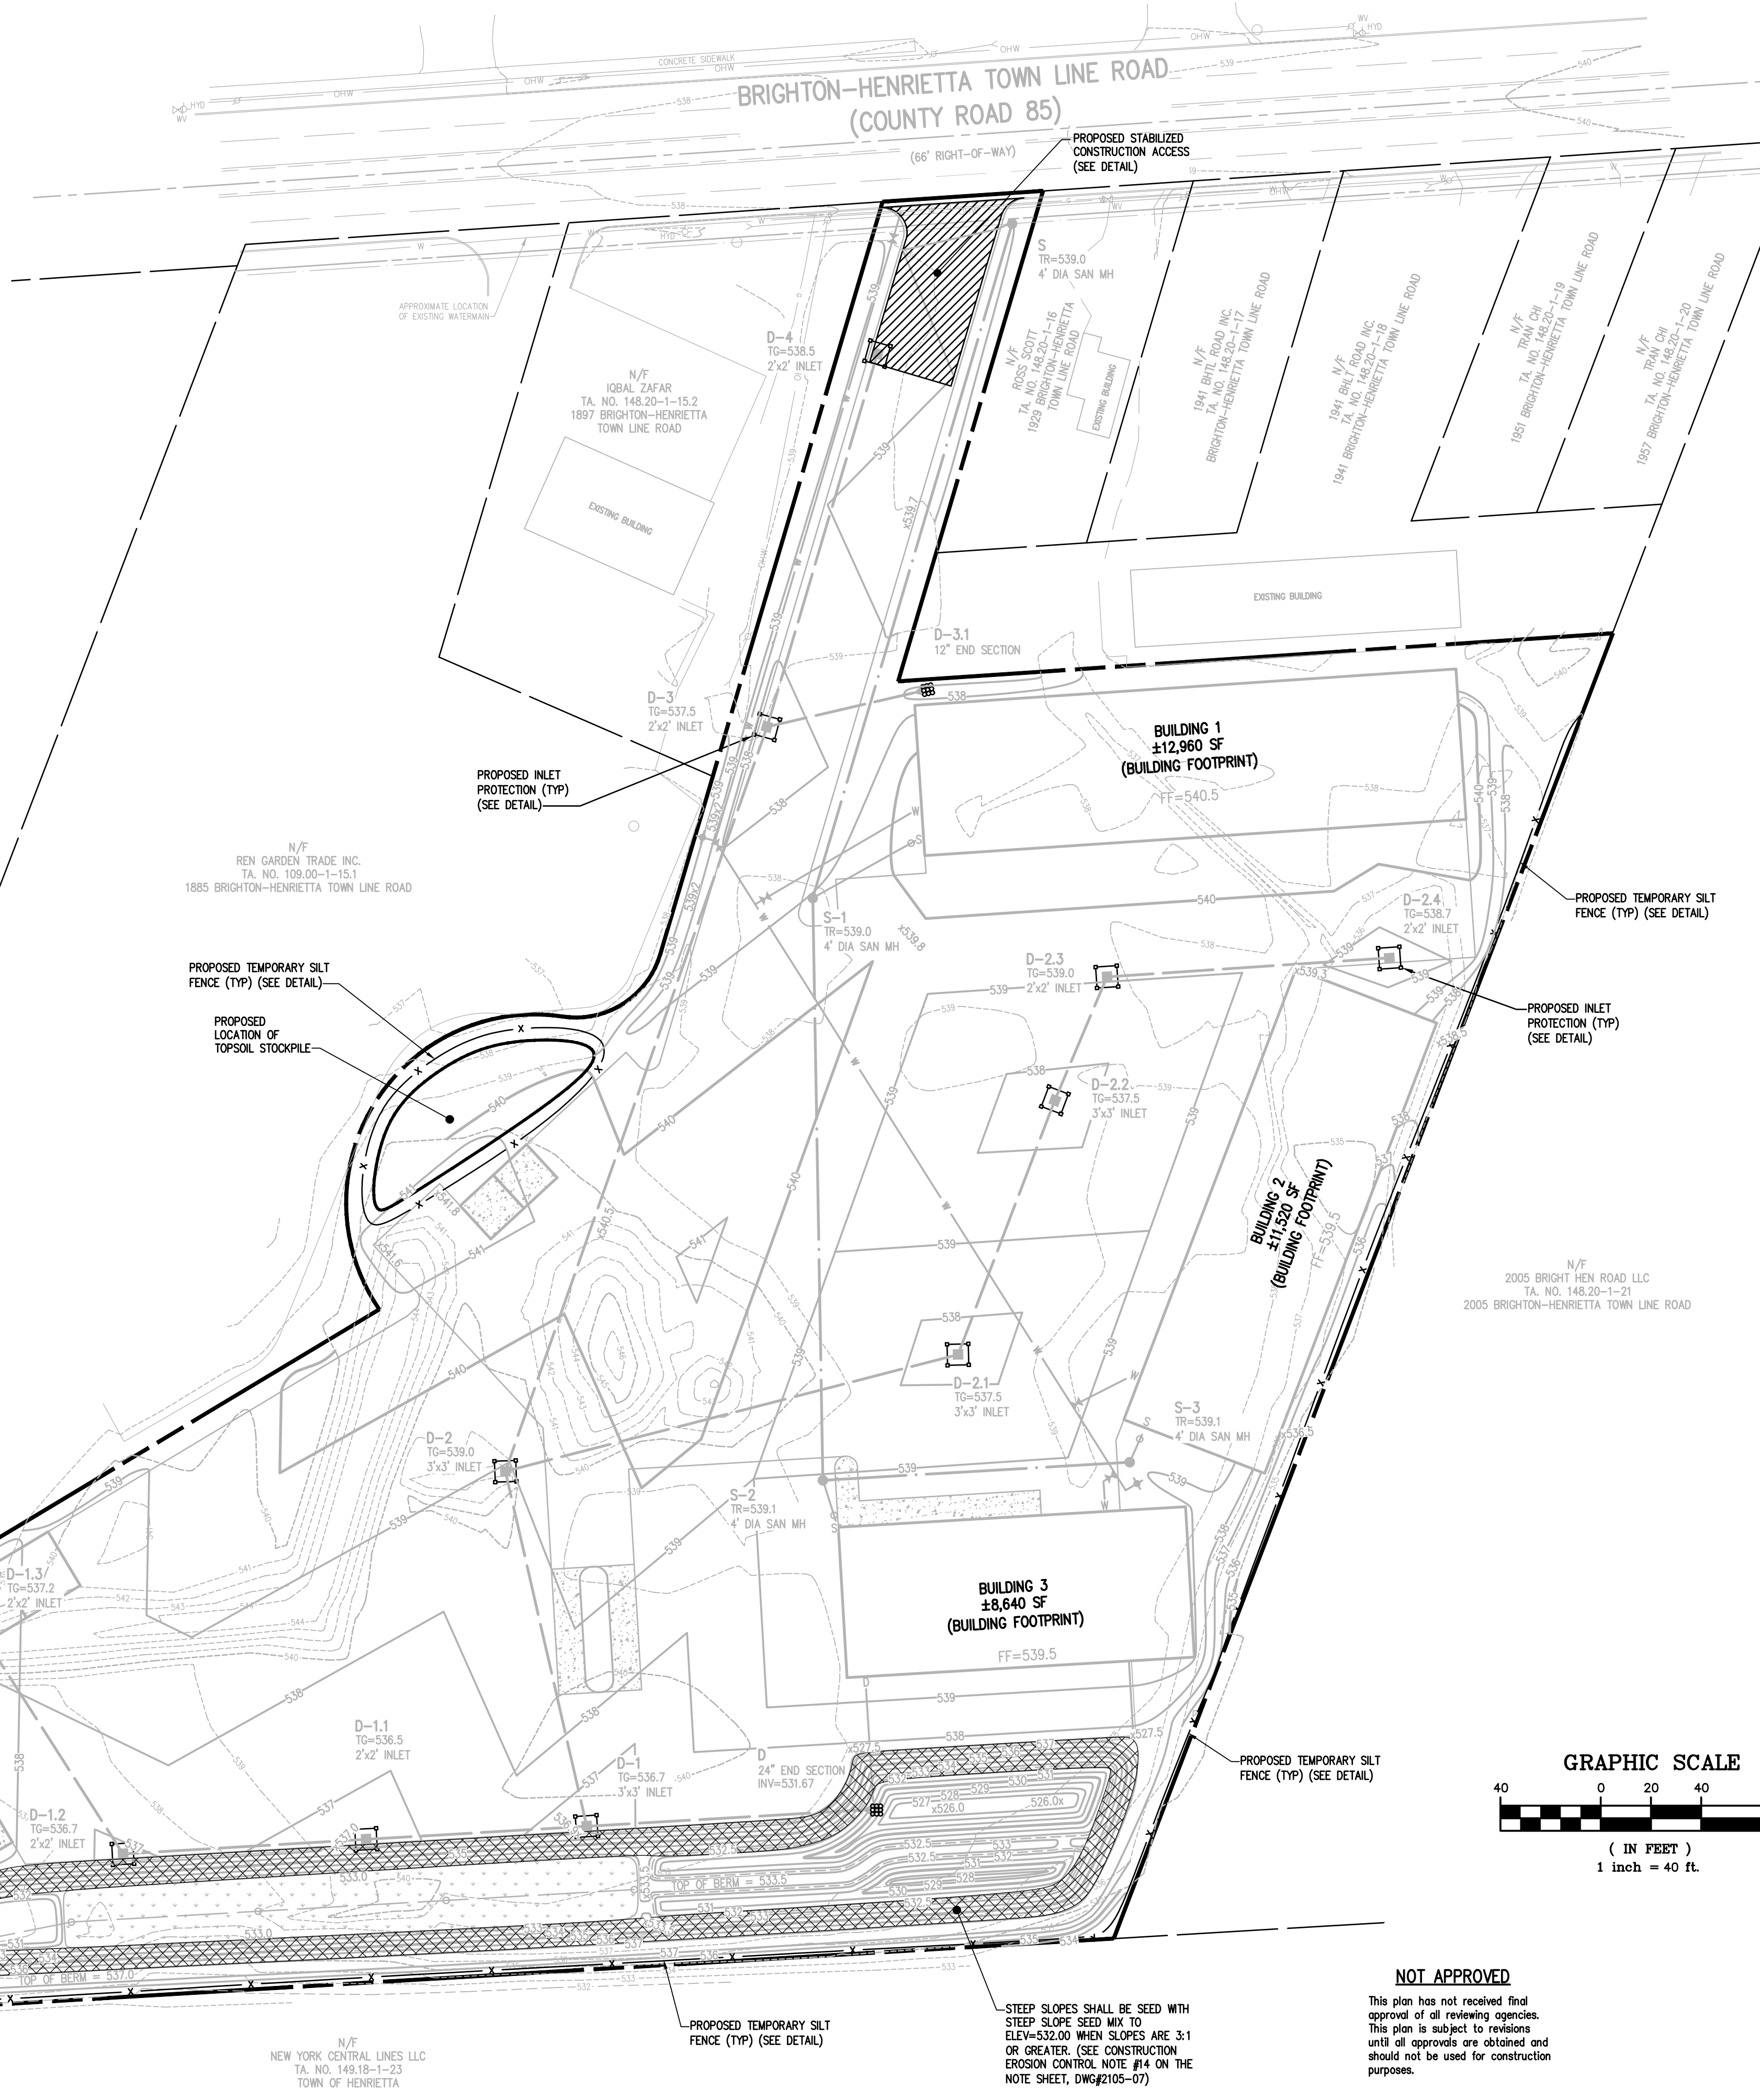 CONCRETE SIDEWALK
BRIGHTON-HENRIETTA TOWN LINE ROAD
(COUNTY ROAD 85)
(66' RIGHT-OF-WAY)
PROPOSED STABILIZED
CONSTRUCTION ACCESS
(SEE DETAIL)
APPROXIMATE LOCATION
OF EXISTING WATERMAIN
S
TR=539.0
4' DIA SAN MH
D-4
TG=538.5
2'x2' INLET
N/F
IQBAL ZAFAR
TA. NO. 148.20-1-15.2
1897 BRIGHTON-HENRIETTA
TOWN LINE ROAD
EXISTING BUILDING
N/F
ROSS SCOTT
TA. NO. 148.20-1-16
1929 BRIGHTON-HENRIETTA
TOWN LINE ROAD
EXISTING BUILDING
N/F
1941 BHTL ROAD INC.
TA. NO. 148.20-1-17
BRIGHTON-HENRIETTA TOWN LINE ROAD
N/F
1941 BHLT ROAD INC.
TA. NO. 148.20-1-18
1941 BRIGHTON-HENRIETTA TOWN LINE ROAD
N/F
TRAN CHI
TA. NO. 148.20-1-19
1951 BRIGHTON-HENRIETTA TOWN LINE ROAD
N/F
TRAN CHI
TA. NO. 148.20-1-20
1957 BRIGHTON-HENRIETTA TOWN LINE ROAD
EXISTING BUILDING
D-3.1
12" END SECTION
D-3
TG=537.5
2'x2' INLET
PROPOSED INLET
PROTECTION (TYP)
(SEE DETAIL)
BUILDING 1
±12,960 SF
(BUILDING FOOTPRINT)
FF=540.5
N/F
REN GARDEN TRADE INC.
TA. NO. 109.00-1-15.1
1885 BRIGHTON-HENRIETTA TOWN LINE ROAD
PROPOSED TEMPORARY SILT
FENCE (TYP) (SEE DETAIL)
D-2.4
TG=538.7
2'x2' INLET
S-1
TR=539.0
4' DIA SAN MH
x539.8
D-2.3
TG=539.0
2'x2' INLET
x539.3
PROPOSED TEMPORARY SILT
FENCE (TYP) (SEE DETAIL)
PROPOSED
LOCATION OF
TOPSOIL STOCKPILE
PROPOSED INLET
PROTECTION (TYP)
(SEE DETAIL)
x538.5
D-2.2
TG=537.5
3'x3' INLET
BUILDING 2
±11,520 SF
(BUILDING FOOTPRINT)
FF=539.5
x541.8
x541.6
x540.5
N/F
2005 BRIGHT HEN ROAD LLC
TA. NO. 148.20-1-21
2005 BRIGHTON-HENRIETTA TOWN LINE ROAD
D-2.1
TG=537.5
3'x3' INLET
S-3
TR=539.1
4' DIA SAN MH
x536.5
D-2
TG=539.0
3'x3' INLET
S-2
TR=539.1
4' DIA SAN MH
D-1.3
TG=537.2
2'x2' INLET
BUILDING 3
±8,640 SF
(BUILDING FOOTPRINT)
FF=539.5
D-1.1
TG=536.5
2'x2' INLET
D-1
TG=536.7
3'x3' INLET
D
24" END SECTION
INV=531.67
x527.5
x527.5
PROPOSED TEMPORARY SILT
FENCE (TYP) (SEE DETAIL)
GRAPHIC SCALE
40 0 20 40
( IN FEET )
1 inch = 40 ft.
D-1.2
TG=536.7
2'x2' INLET
x526.0
526.0x
TOP OF BERM = 533.5
TOP OF BERM = 537.0
PROPOSED TEMPORARY SILT
FENCE (TYP) (SEE DETAIL)
STEEP SLOPES SHALL BE SEED WITH
STEEP SLOPE SEED MIX TO
ELEV=532.00 WHEN SLOPES ARE 3:1
OR GREATER. (SEE CONSTRUCTION
EROSION CONTROL NOTE #14 ON THE
NOTE SHEET, DWG#2105-07)
N/F
NEW YORK CENTRAL LINES LLC
TA. NO. 149.18-1-23
TOWN OF HENRIETTA
NOT APPROVED
This plan has not received final
approval of all reviewing agencies.
This plan is subject to revisions
until all approvals are obtained and
should not be used for construction
purposes.